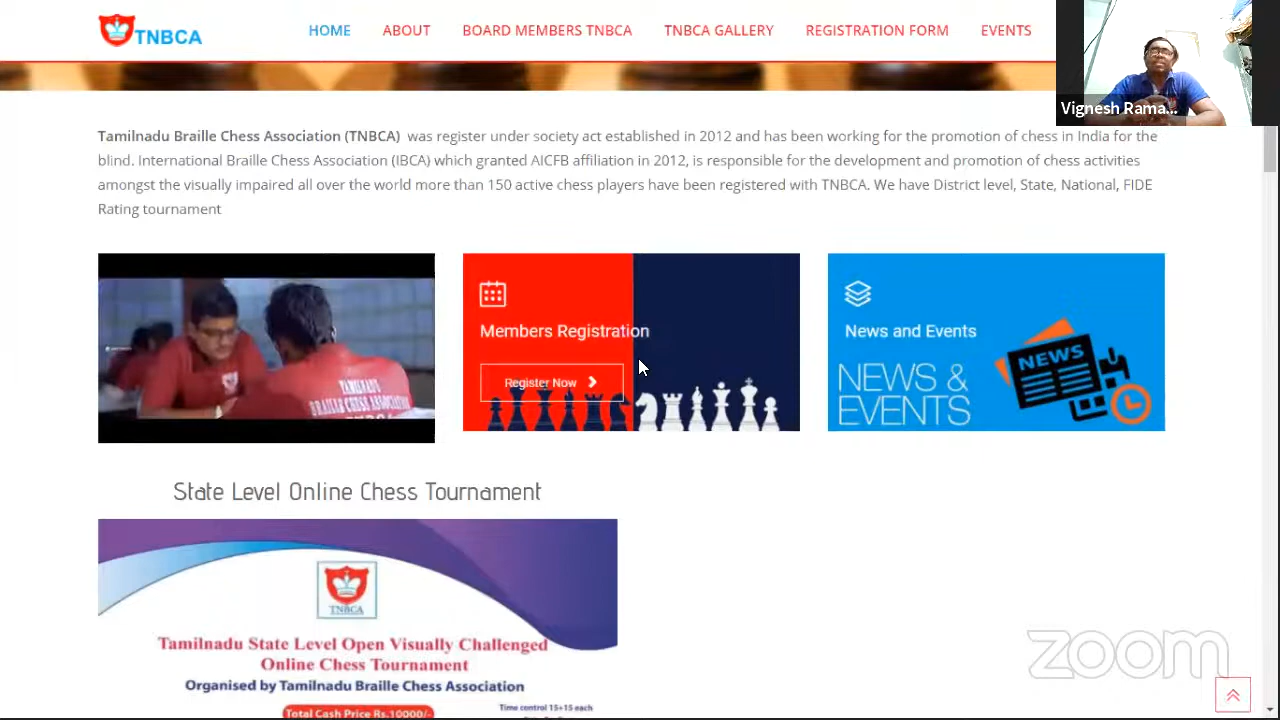 TNBCA
HOME
ABOUT
BOARD MEMBERS TNBCA
TNBCA GALLERY
REGISTRATION FORM
EVENTS
Vignesh Rama...
Tamilnadu Braille Chess Association (TNBCA) was register under society act established in 2012 and has been working for the promotion of chess in India for the
blind. International Braille Chess Association (IBCA) which granted AICFB affiliation in 2012, is responsible for the development and promotion of chess activities
amongst the visually impaired all over the world more than 150 active chess players have been registered with TNBCA. We have District level, State, National, FIDE
Rating tournament
TAMILNADU
BRAILLE CHESS ASSOCIATION
Members Registration
Register Now
News and Events
NEWS &
EVENTS
NEWS
State Level Online Chess Tournament
TNBCA
Tamilnadu State Level Open Visually Challenged
Online Chess Tournament
Organised by Tamilnadu Braille Chess Association
Total Cash Price Rs.10000/-
Time control 15+15 each
zoom